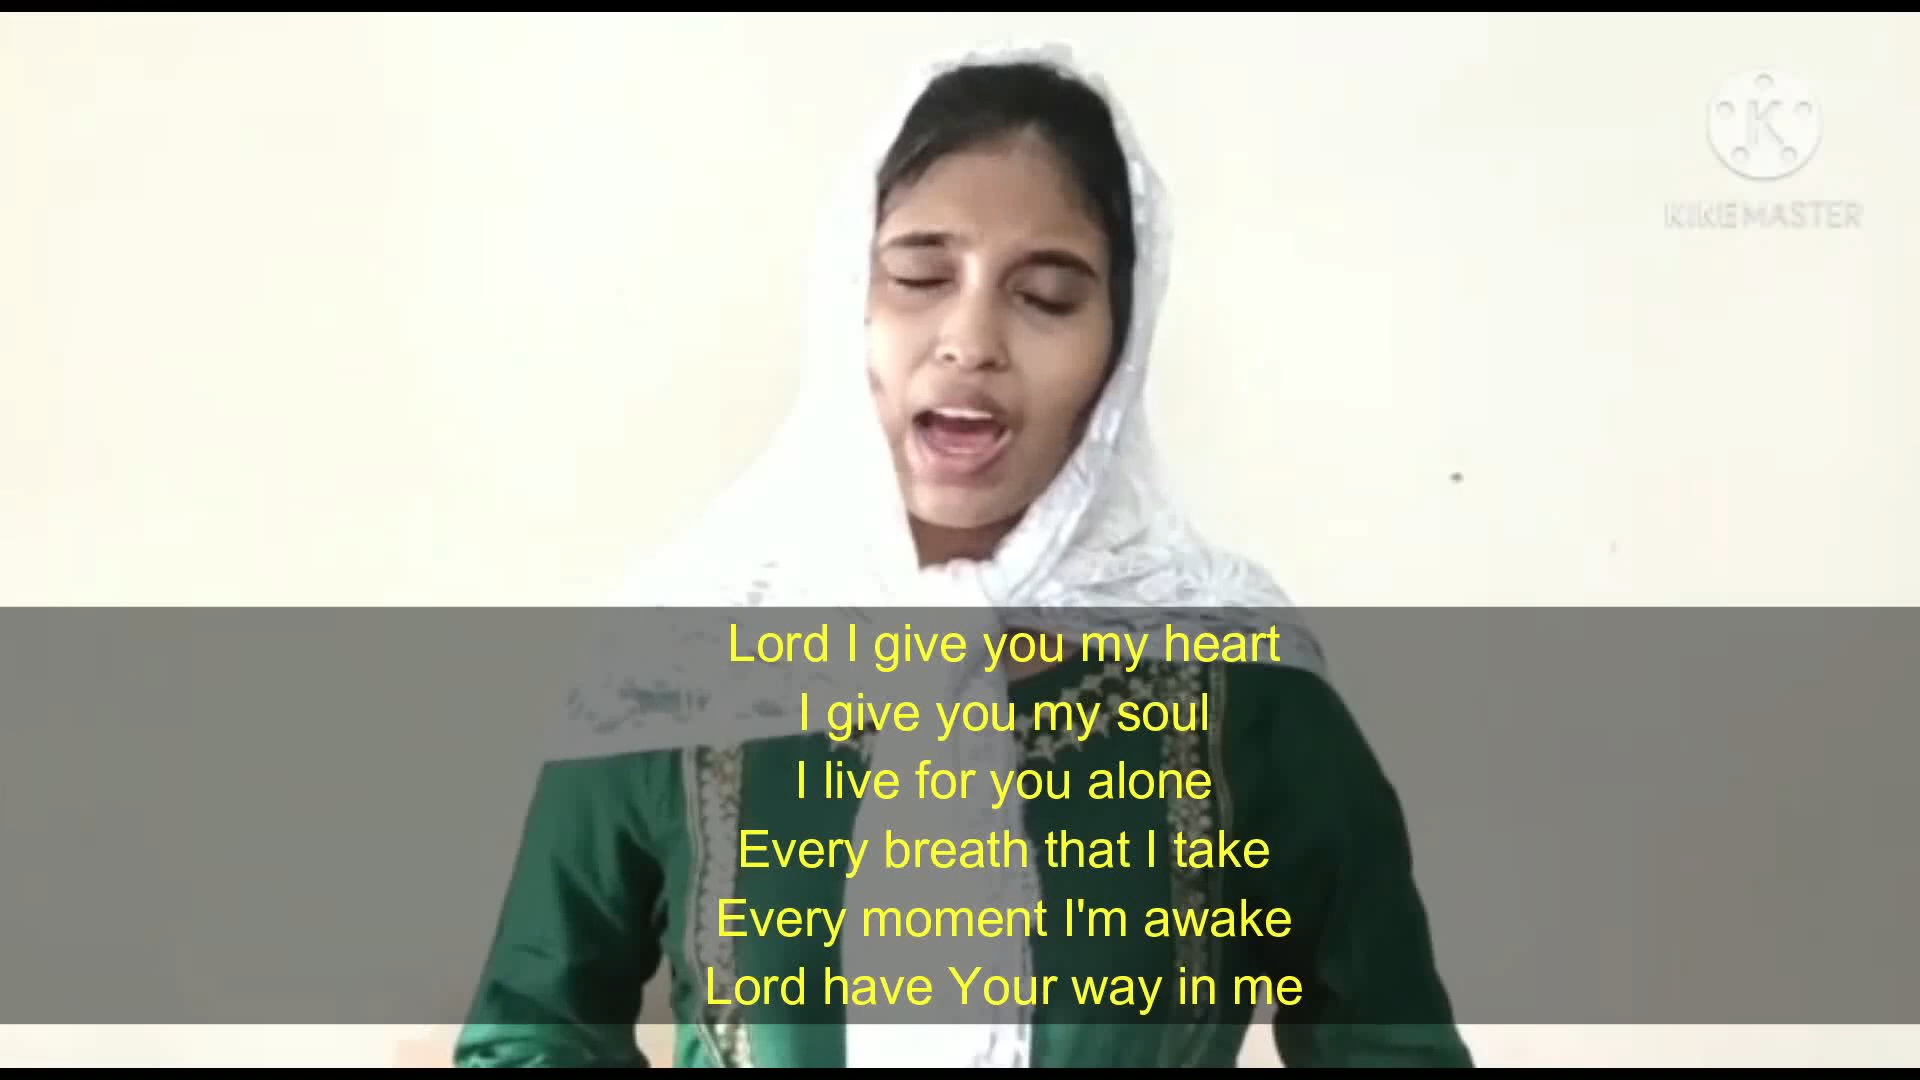 K
KINEMASTER
Lord I give you my heart
I give you my soul
I live for you alone
Every breath that I take
Every moment I'm awake
Lord have Your way in me